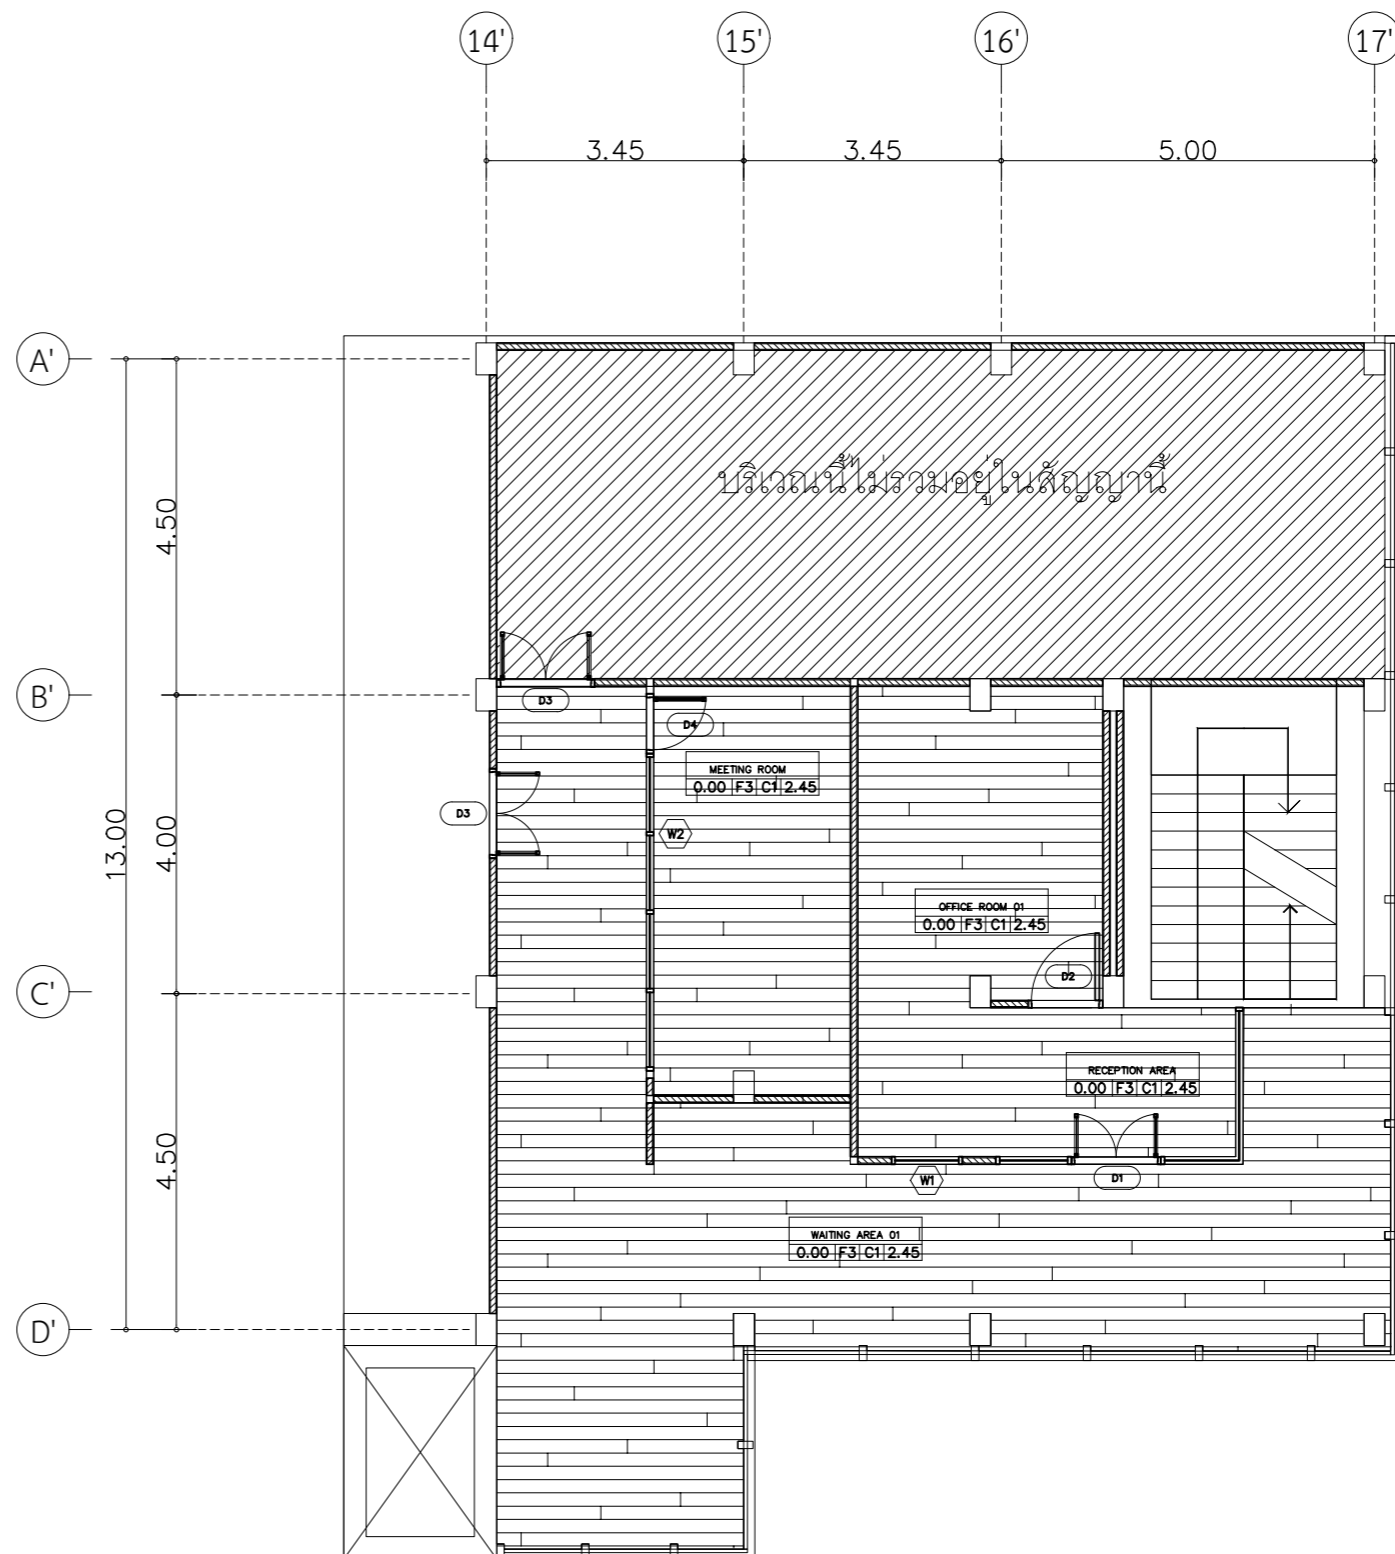 14' 15' 16' 17'
3.45 3.45 5.00
A'
บริเวณนี้ไม่รวมอยู่ในสัญญานี้
4.50
B'
D3
D4
MEETING ROOM
0.00 F3 C1 2.45
D3
W2
13.00
4.00
OFFICE ROOM 01
0.00 F3 C1 2.45
D2
C'
RECEPTION AREA
0.00 F3 C1 2.45
4.50
W1
D1
WAITING AREA 01
0.00 F3 C1 2.45
D'